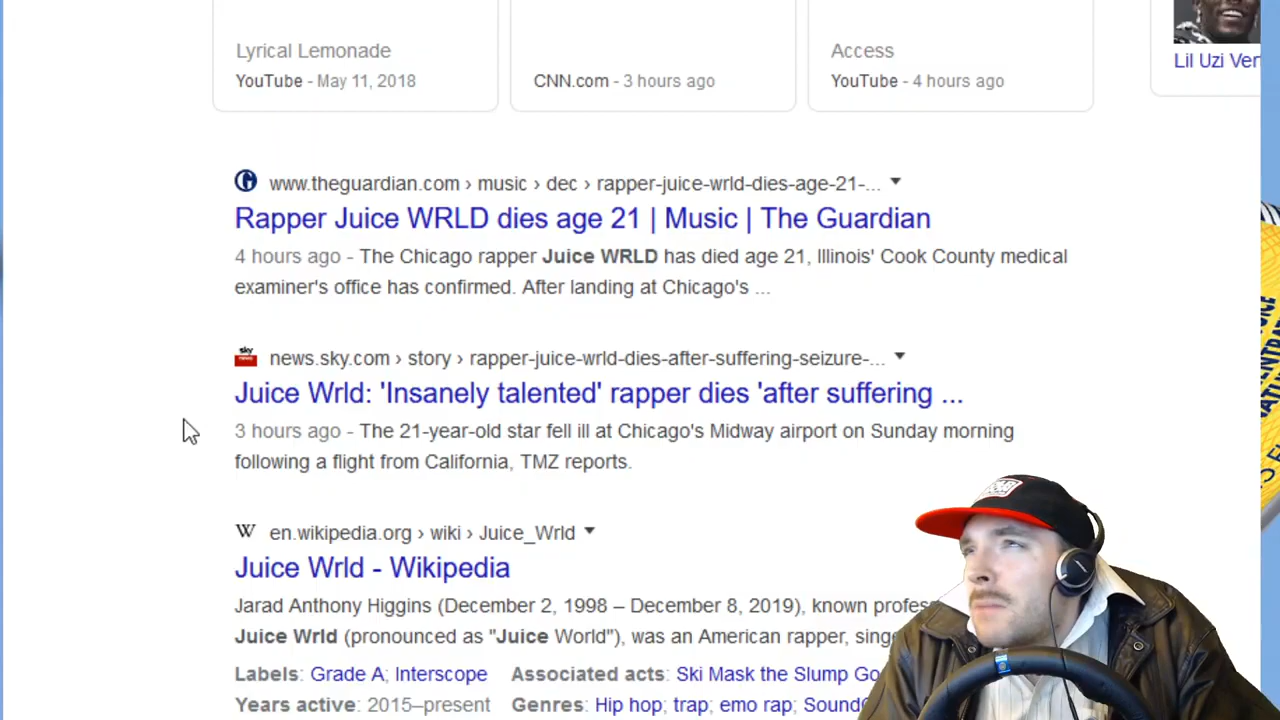 Lyrical Lemonade
YouTube - May 11, 2018
CNN.com - 3 hours ago
Access
YouTube - 4 hours ago
Lil Uzi Ver
www.theguardian.com › music › dec › rapper-juice-wrld-dies-age-21-...
Rapper Juice WRLD dies age 21 | Music | The Guardian
4 hours ago - The Chicago rapper Juice WRLD has died age 21, Illinois' Cook County medical
examiner's office has confirmed. After landing at Chicago's ...
sky news
news.sky.com › story › rapper-juice-wrld-dies-after-suffering-seizure-...
Juice Wrld: 'Insanely talented' rapper dies 'after suffering ...
3 hours ago - The 21-year-old star fell ill at Chicago's Midway airport on Sunday morning
following a flight from California, TMZ reports.
W
en.wikipedia.org › wiki › Juice_Wrld
Juice Wrld - Wikipedia
Jarad Anthony Higgins (December 2, 1998 – December 8, 2019), known profes
Juice Wrld (pronounced as "Juice World"), was an American rapper, sing
Labels: Grade A; Interscope Associated acts: Ski Mask the Slump Go
Years active: 2015–present Genres: Hip hop; trap; emo rap; Sound